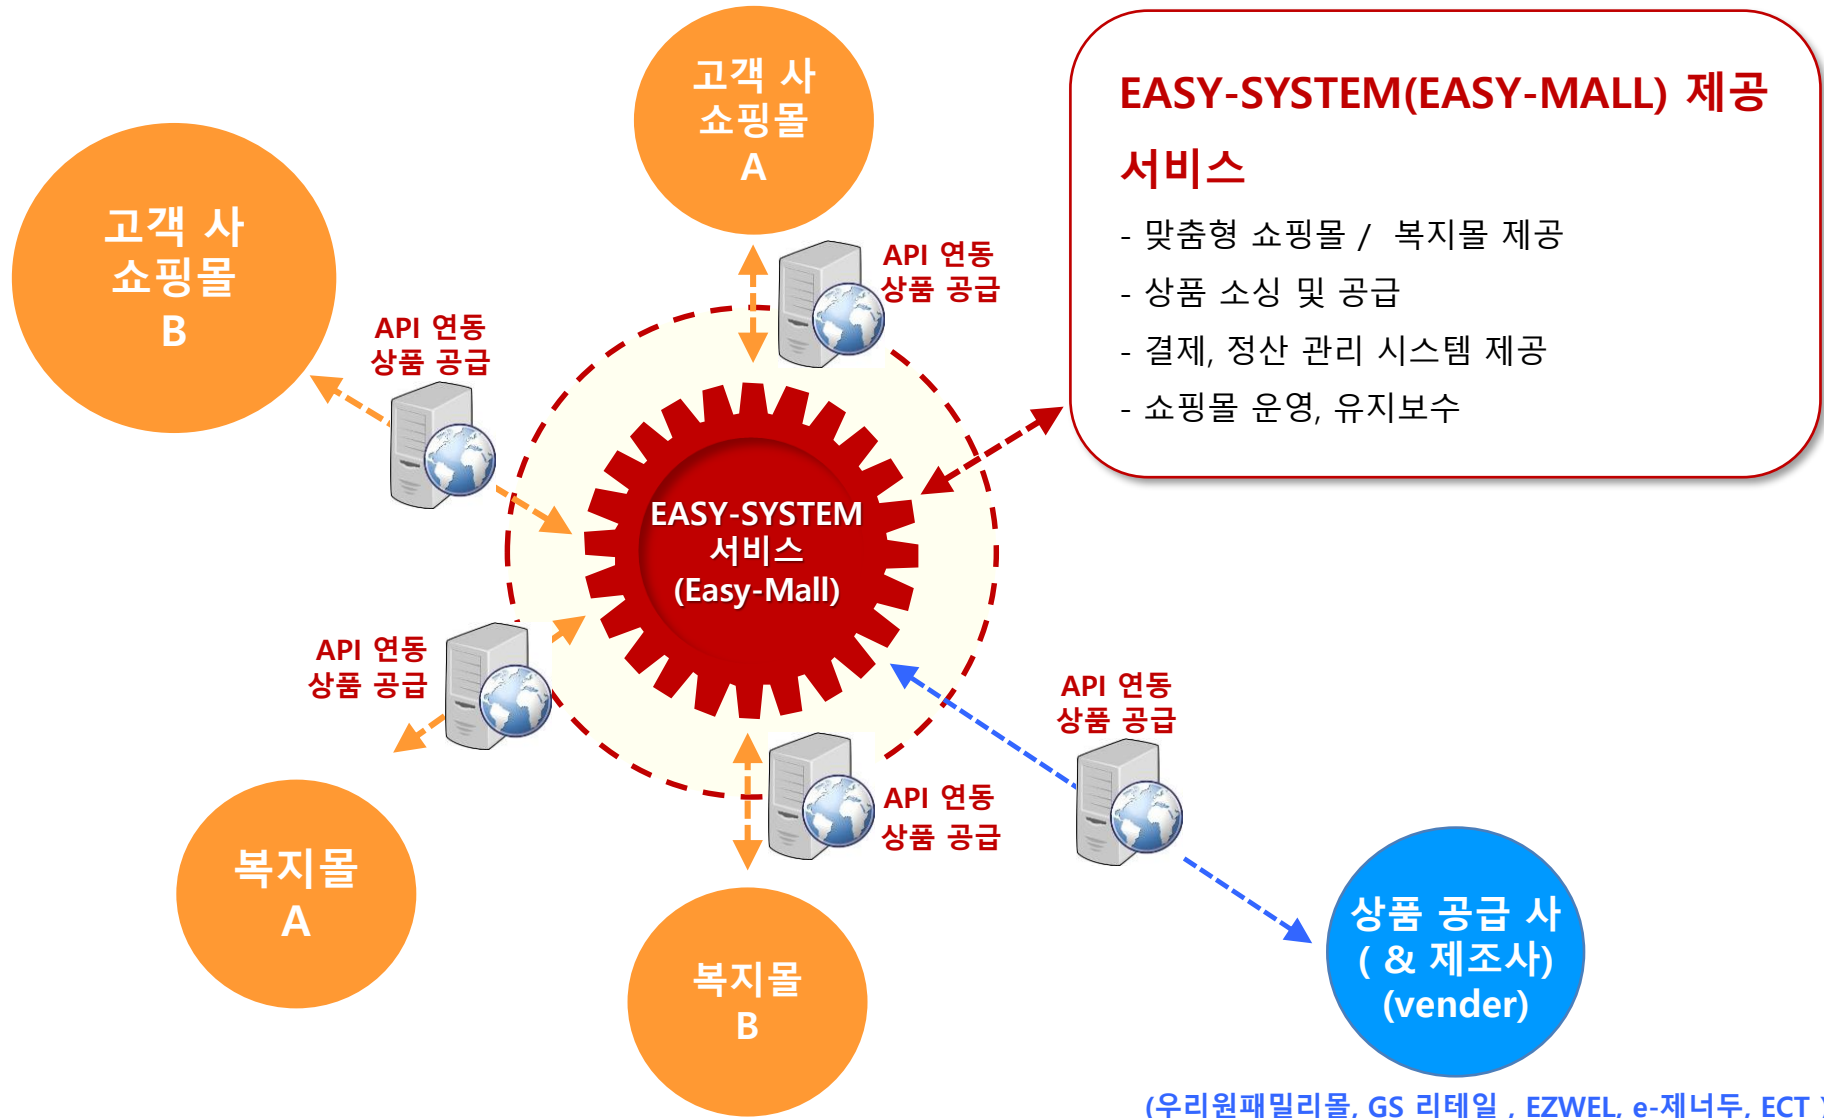 고객 사
쇼핑몰
A
EASY-SYSTEM(EASY-MALL) 제공
서비스
- 맞춤형 쇼핑몰 / 복지몰 제공
- 상품 소싱 및 공급
- 결제, 정산 관리 시스템 제공
- 쇼핑몰 운영, 유지보수
고객 사
쇼핑몰
B
API 연동
상품 공급
API 연동
상품 공급
EASY-SYSTEM
서비스
(Easy-Mall)
API 연동
상품 공급
API 연동
상품 공급
API 연동
상품 공급
복지몰
A
복지몰
B
상품 공급 사
( & 제조사)
(vender)
(우리원패밀리몰, GS 리테일 , EZWEL, e-제너두, ECT )